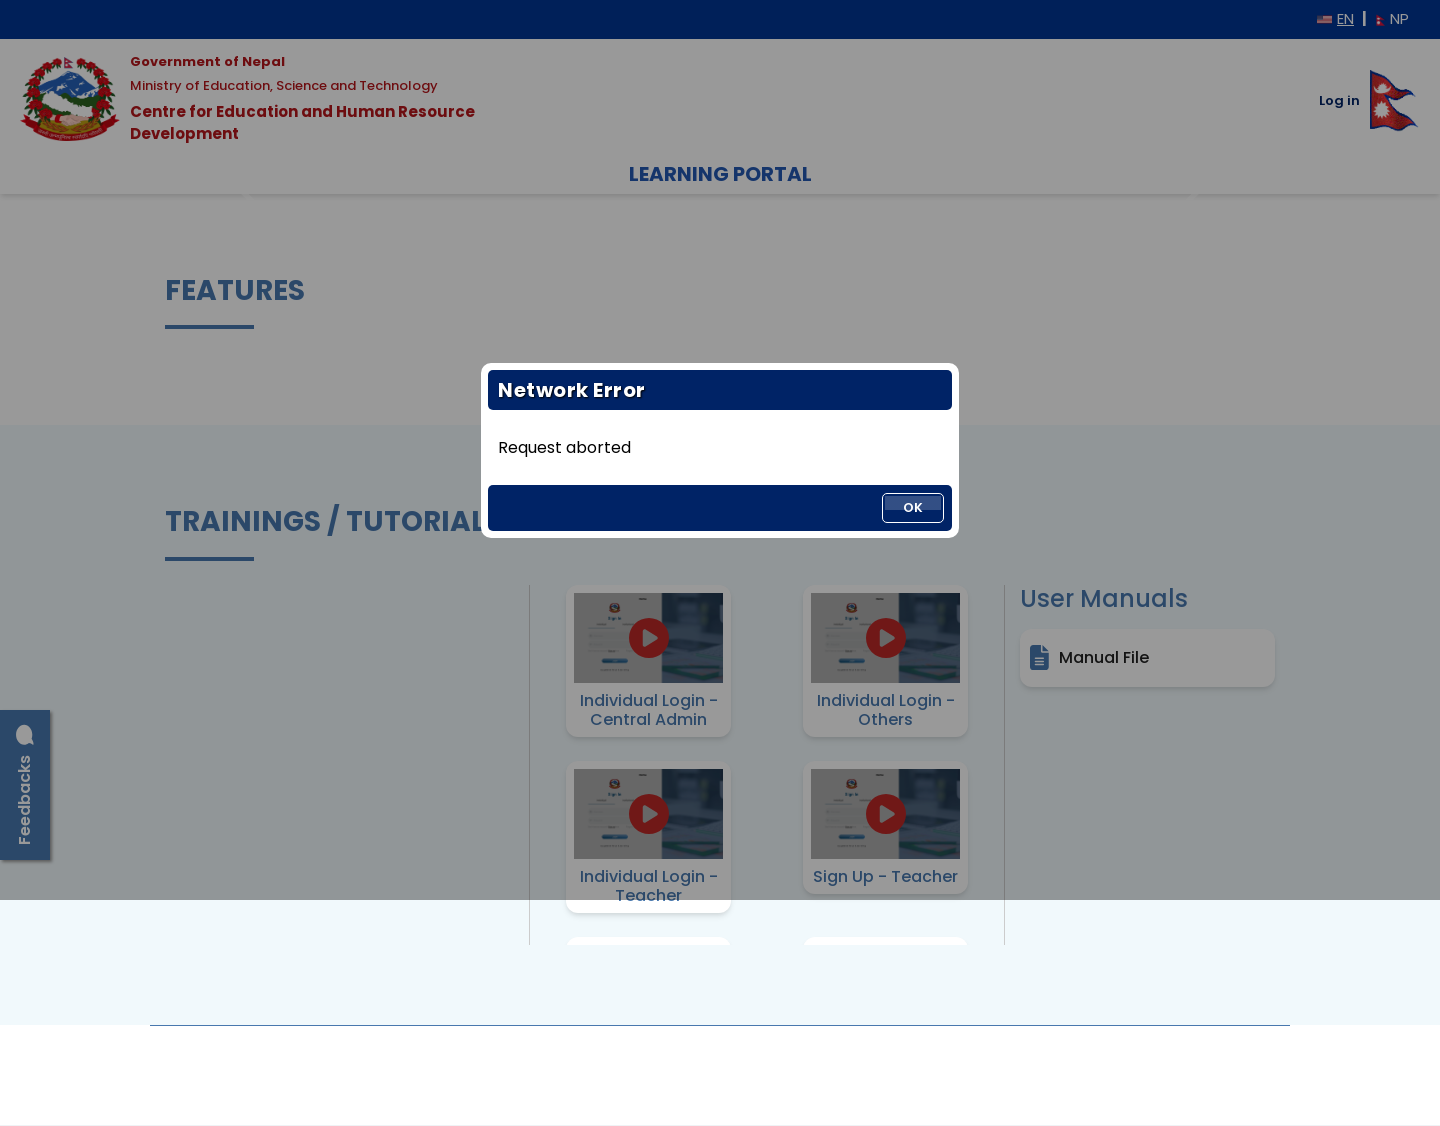 EN | NP
Government of Nepal
Ministry of Education, Science and Technology
Centre for Education and Human Resource
Development
Log in
LEARNING PORTAL
FEATURES
Network Error
Request aborted
OK
TRAININGS / TUTORIAL
Individual Login -
Central Admin
Individual Login -
Others
User Manuals
Manual File
Feedbacks
Individual Login -
Teacher
Sign Up - Teacher